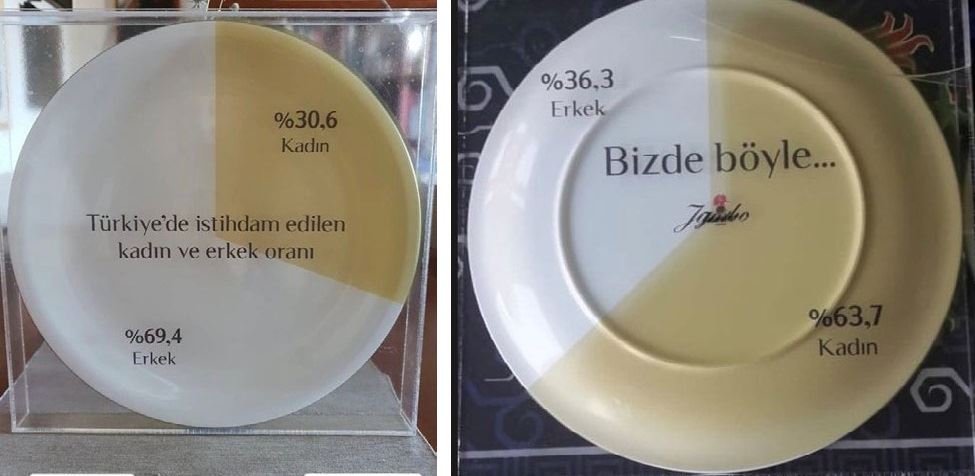 %30,6
Kadın
Türkiye'de istihdam edilen
kadın ve erkek oranı
%69,4
Erkek
%36,3
Erkek
Bizde böyle...
Jumbo
%63,7
Kadın